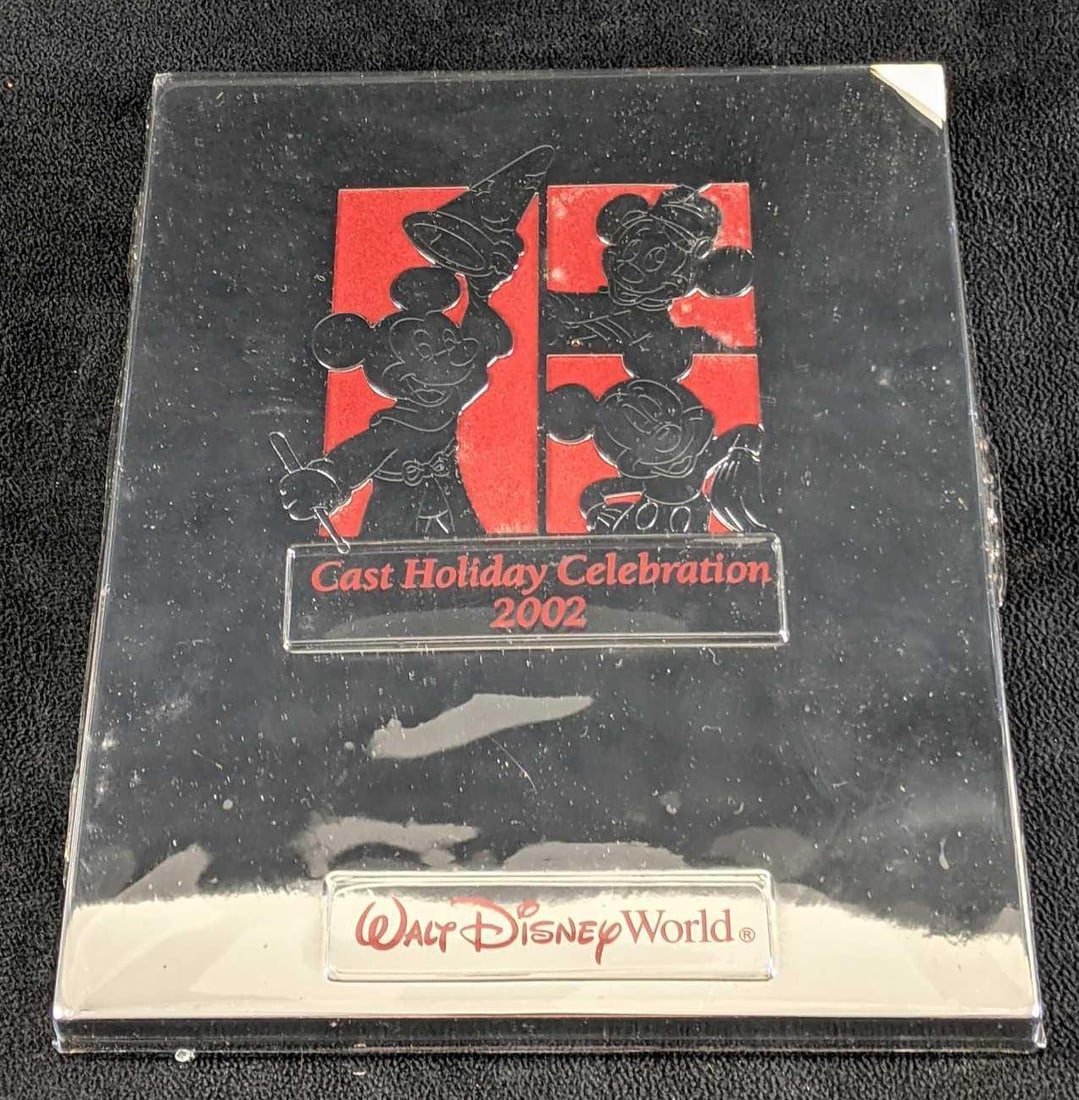 Cast Holiday Celebration
2002
Walt Disney World®